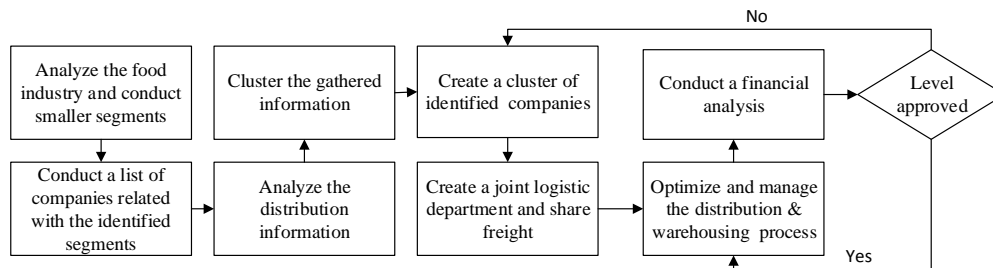 No
Analyze the food
industry and conduct
smaller segments
Cluster the gathered
information
Create a cluster of
identified companies
Conduct a financial
analysis
Level
approved
Conduct a list of
companies related
with the identified
segments
Analyze the
distribution
information
Create a joint logistic
department and share
freight
Optimize and manage
the distribution &
warehousing process
Yes